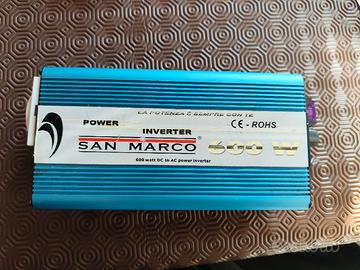 LA POTENZA È SEMPRE CON TE
POWER
INVERTER
CE - ROHS
SAN MARCO® 600 W
600 watt DC to AC power inverter